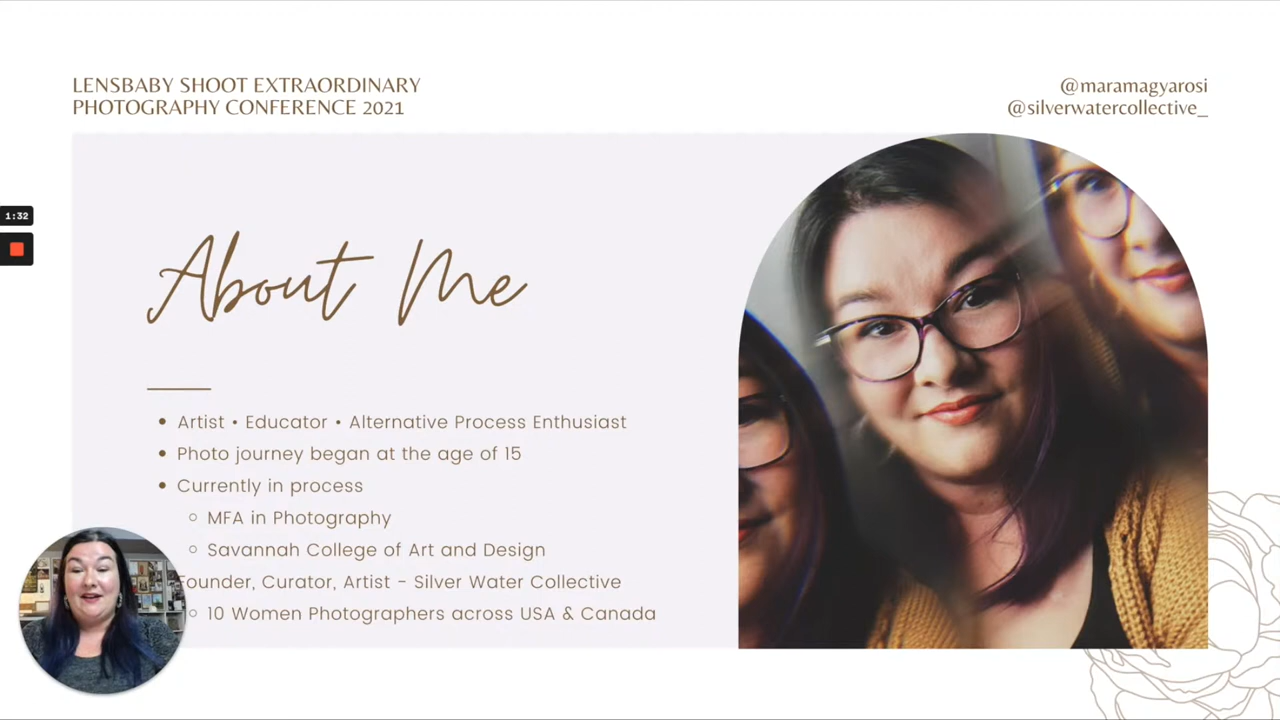 LENSBABY SHOOT EXTRAORDINARY
PHOTOGRAPHY CONFERENCE 2021
@maramagyarosi
@silverwatercollective_
1:32
About Me
• Artist • Educator • Alternative Process Enthusiast
• Photo journey began at the age of 15
• Currently in process
○ MFA in Photography
○ Savannah College of Art and Design
Founder, Curator, Artist - Silver Water Collective
○ 10 Women Photographers across USA & Canada